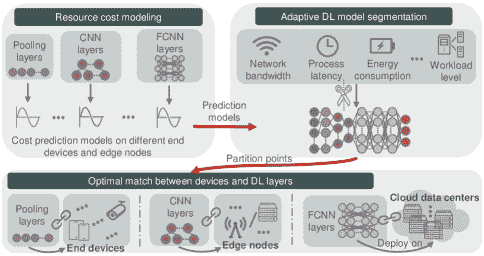 Resource cost modeling
Pooling layers
CNN layers
FCNN layers
Cost prediction models on different end devices and edge nodes
Prediction models
Adaptive DL model segmentation
Network bandwidth
Process latency
Energy consumption
Workload level
Partition points
Optimal match between devices and DL layers
Pooling layers
End devices
CNN layers
Edge nodes
FCNN layers
Deploy on
Cloud data centers